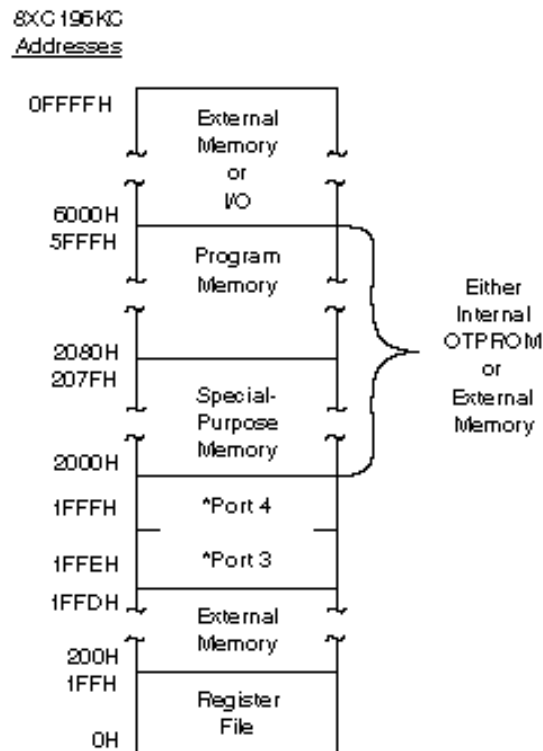 8XC196KC
Addresses
0FFFFH
External
Memory
or
I/O
6000H
5FFFH
Program
Memory
2080H
207FH
Either
Internal
OTPROM
or
External
Memory
Special-
Purpose
Memory
2000H
1FFFH
*Port 4
1FFEH
*Port 3
1FFDH
External
Memory
200H
1FFH
Register
File
0H